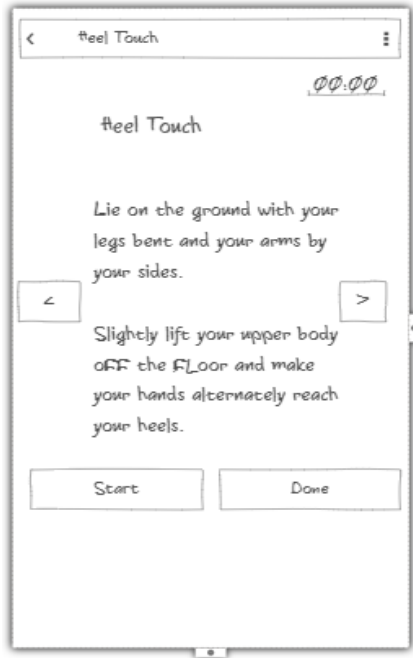 < Heel Touch
00:00
Heel Touch
Lie on the ground with your
legs bent and your arms by
your sides.
< >
Slightly lift your upper body
off the floor and make
your hands alternately reach
your heels.
Start Done